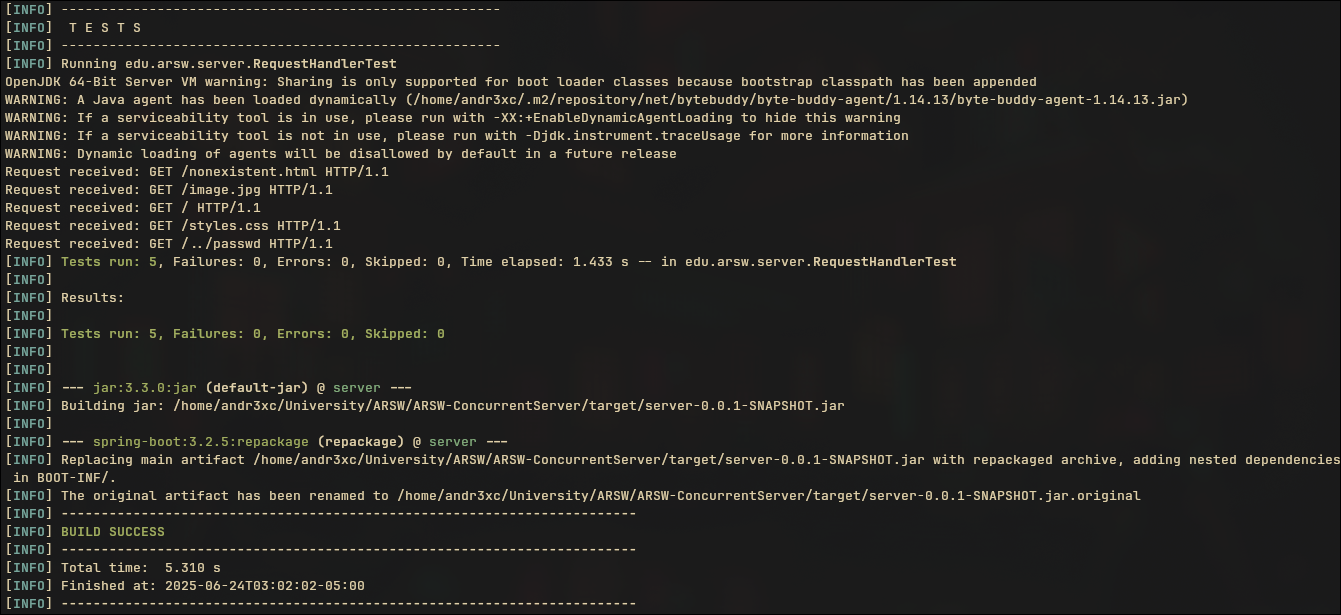 [INFO] -------------------------------------------------------
[INFO]  T E S T S
[INFO] -------------------------------------------------------
[INFO] Running edu.arsw.server.RequestHandlerTest
OpenJDK 64-Bit Server VM warning: Sharing is only supported for boot loader classes because bootstrap classpath has been appended
WARNING: A Java agent has been loaded dynamically (/home/andr3xc/.m2/repository/net/bytebuddy/byte-buddy-agent/1.14.13/byte-buddy-agent-1.14.13.jar)
WARNING: If a serviceability tool is in use, please run with -XX:+EnableDynamicAgentLoading to hide this warning
WARNING: If a serviceability tool is not in use, please run with -Djdk.instrument.traceUsage for more information
WARNING: Dynamic loading of agents will be disallowed by default in a future release
Request received: GET /nonexistent.html HTTP/1.1
Request received: GET /image.jpg HTTP/1.1
Request received: GET / HTTP/1.1
Request received: GET /styles.css HTTP/1.1
Request received: GET /../passwd HTTP/1.1
[INFO] Tests run: 5, Failures: 0, Errors: 0, Skipped: 0, Time elapsed: 1.433 s -- in edu.arsw.server.RequestHandlerTest
[INFO]
[INFO] Results:
[INFO]
[INFO] Tests run: 5, Failures: 0, Errors: 0, Skipped: 0
[INFO]
[INFO]
[INFO] --- jar:3.3.0:jar (default-jar) @ server ---
[INFO] Building jar: /home/andr3xc/University/ARSW/ARSW-ConcurrentServer/target/server-0.0.1-SNAPSHOT.jar
[INFO]
[INFO] --- spring-boot:3.2.5:repackage (repackage) @ server ---
[INFO] Replacing main artifact /home/andr3xc/University/ARSW/ARSW-ConcurrentServer/target/server-0.0.1-SNAPSHOT.jar with repackaged archive, adding nested dependencies
 in BOOT-INF/.
[INFO] The original artifact has been renamed to /home/andr3xc/University/ARSW/ARSW-ConcurrentServer/target/server-0.0.1-SNAPSHOT.jar.original
[INFO] ------------------------------------------------------------------------
[INFO] BUILD SUCCESS
[INFO] ------------------------------------------------------------------------
[INFO] Total time:  5.310 s
[INFO] Finished at: 2025-06-24T03:02:02-05:00
[INFO] ------------------------------------------------------------------------